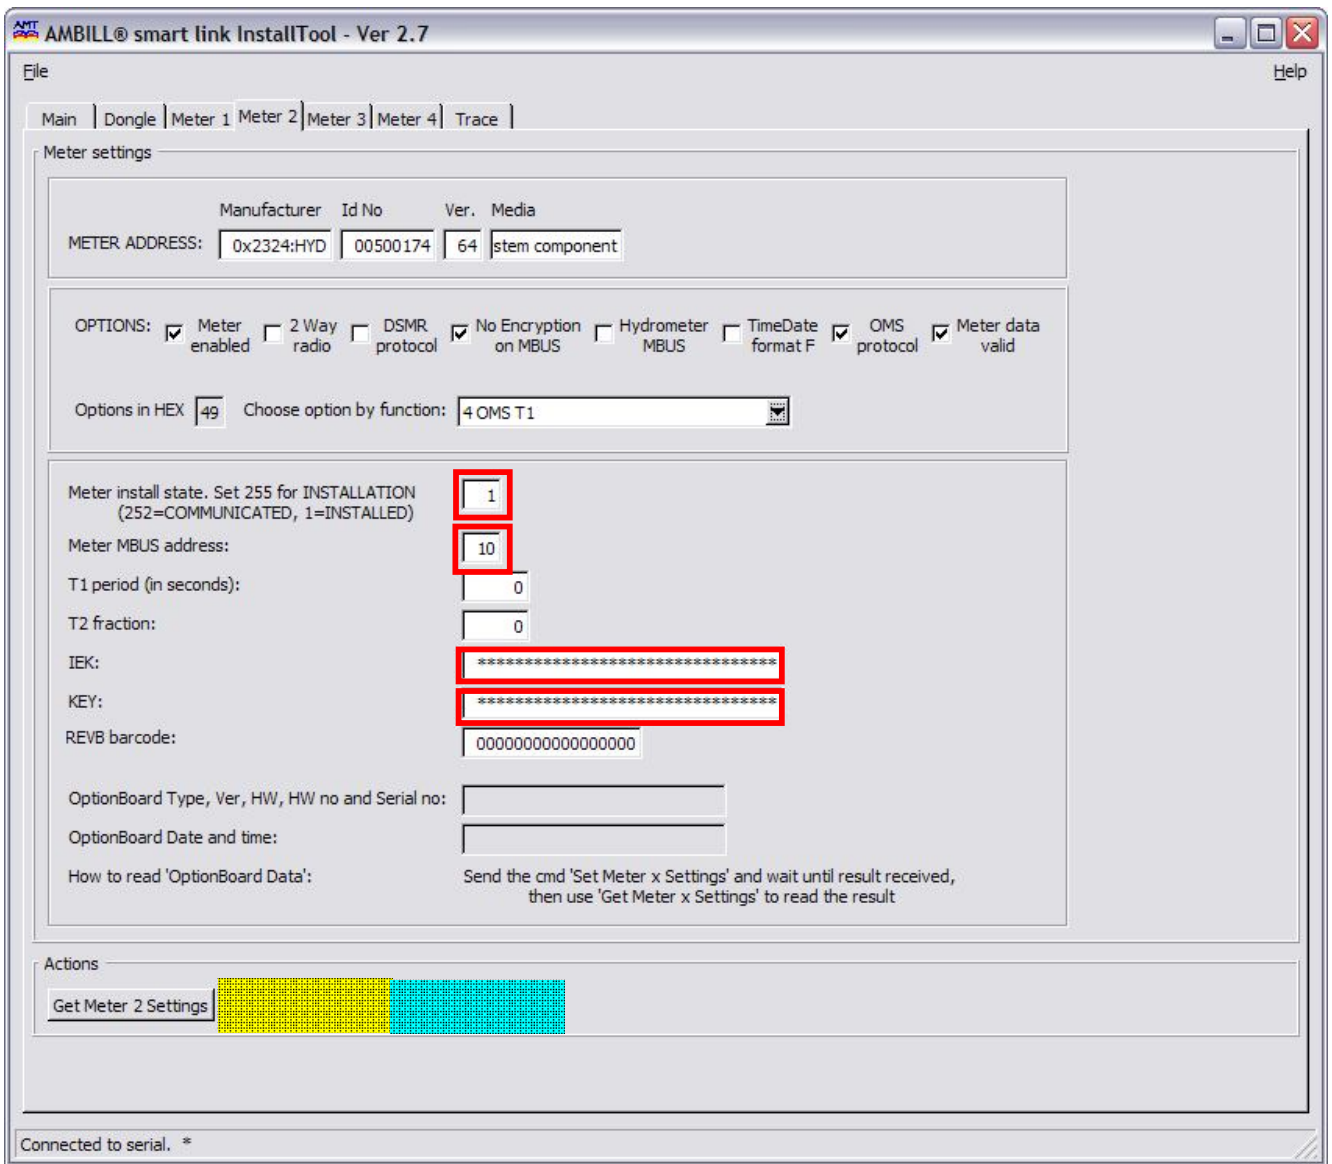 AMT
AMBILL® smart link InstallTool - Ver 2.7
File Help
Main Dongle Meter 1 Meter 2 Meter 3 Meter 4 Trace
Meter settings
Manufacturer Id No Ver. Media
METER ADDRESS: 0x2324:HYD 00500174 64 stem component
OPTIONS: Meter enabled 2 Way radio DSMR protocol No Encryption on MBUS Hydrometer MBUS TimeDate format F OMS protocol Meter data valid
Options in HEX 49 Choose option by function: 4 OMS T1
Meter install state. Set 255 for INSTALLATION 1
(252=COMMUNICATED, 1=INSTALLED)
Meter MBUS address: 10
T1 period (in seconds): 0
T2 fraction: 0
IEK: ********************************
KEY: ********************************
REVB barcode: 00000000000000000
OptionBoard Type, Ver, HW, HW no and Serial no:
OptionBoard Date and time:
How to read 'OptionBoard Data': Send the cmd 'Set Meter x Settings' and wait until result received,
then use 'Get Meter x Settings' to read the result
Actions
Get Meter 2 Settings
Connected to serial. *